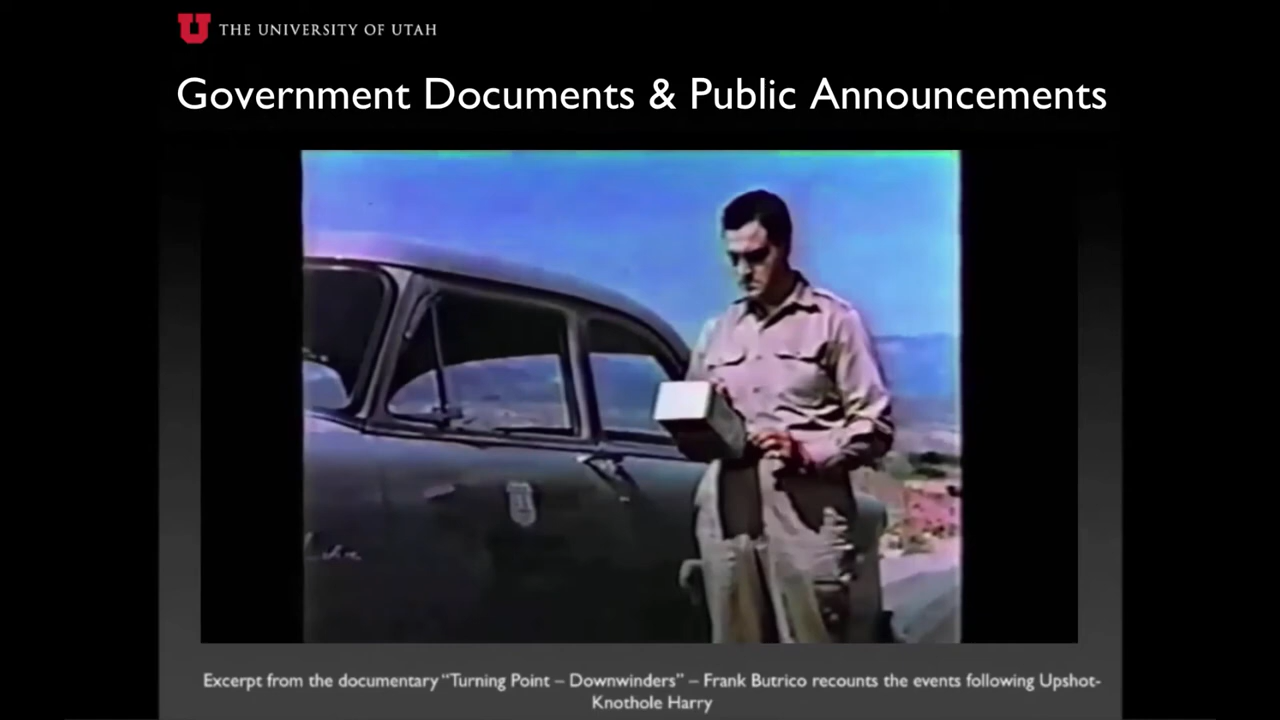 THE UNIVERSITY OF UTAH
Government Documents & Public Announcements
Excerpt from the documentary “Turning Point – Downwinders” – Frank Butrico recounts the events following Upshot-
Knothole Harry